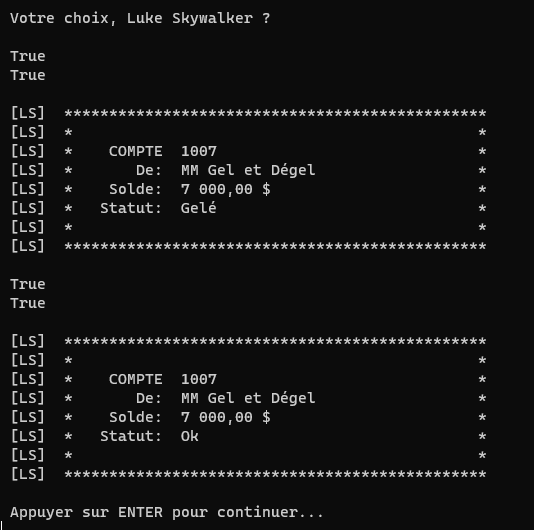 Votre choix, Luke Skywalker ?
True
True
[LS]  ***********************************************
[LS]  *                                             *
[LS]  *    COMPTE  1007                             *
[LS]  *       De:  MM Gel et Dégel                  *
[LS]  *    Solde:  7 000,00 $                       *
[LS]  *   Statut:  Gelé                             *
[LS]  *                                             *
[LS]  ***********************************************
True
True
[LS]  ***********************************************
[LS]  *                                             *
[LS]  *    COMPTE  1007                             *
[LS]  *       De:  MM Gel et Dégel                  *
[LS]  *    Solde:  7 000,00 $                       *
[LS]  *   Statut:  Ok                               *
[LS]  *                                             *
[LS]  ***********************************************
Appuyer sur ENTER pour continuer...